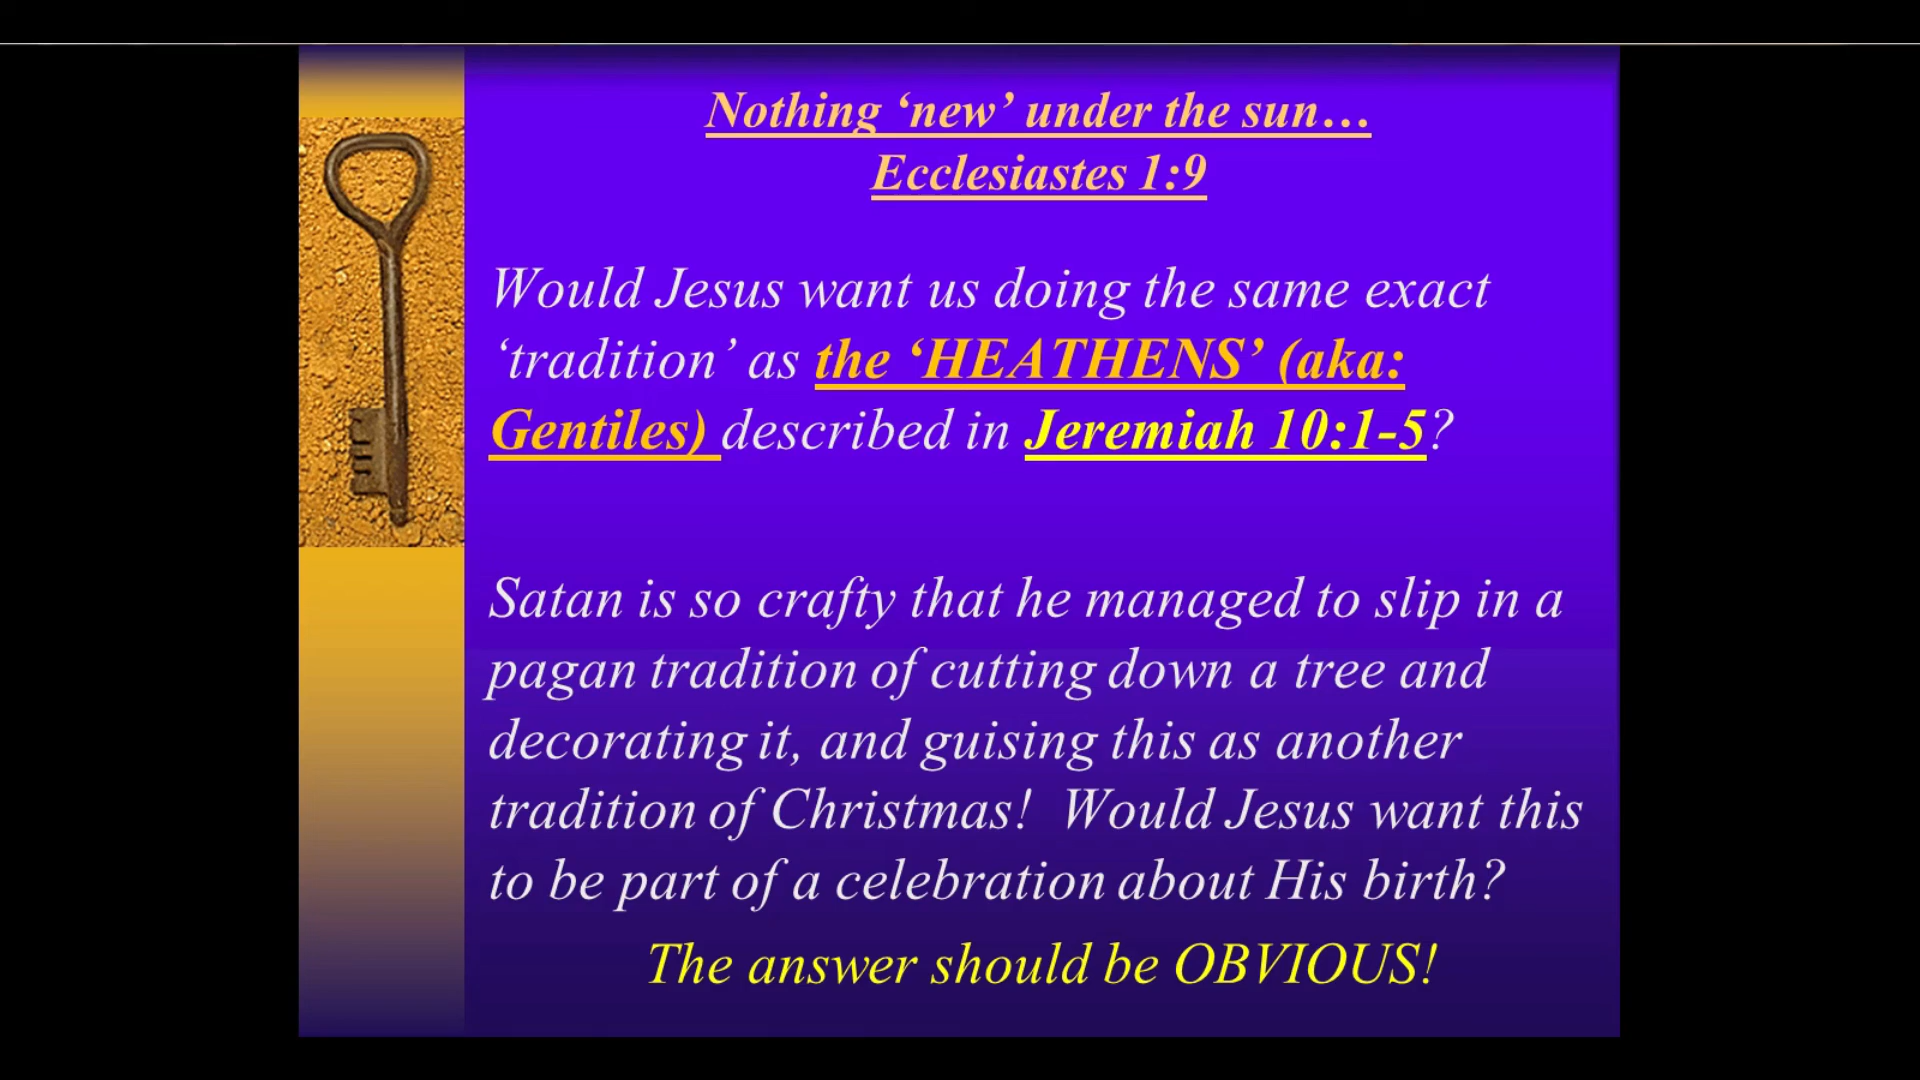 Nothing ‘new’ under the sun…
Ecclesiastes 1:9
Would Jesus want us doing the same exact
‘tradition’ as the ‘HEATHENS’ (aka:
Gentiles) described in Jeremiah 10:1-5?
Satan is so crafty that he managed to slip in a
pagan tradition of cutting down a tree and
decorating it, and guising this as another
tradition of Christmas! Would Jesus want this
to be part of a celebration about His birth?
The answer should be OBVIOUS!